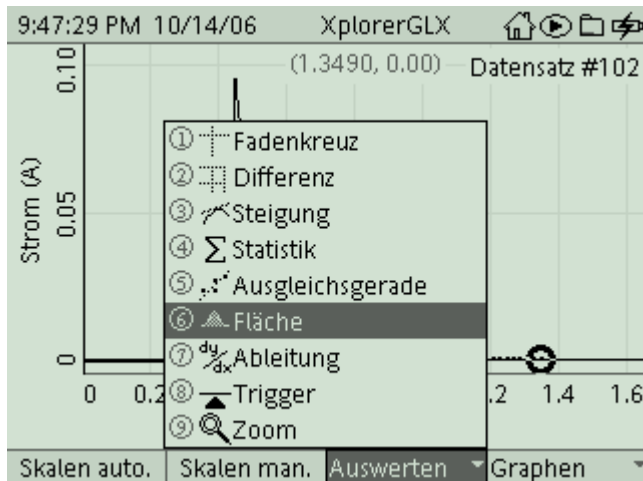 9:47:29 PM 10/14/06 XplorerGLX
(1.3490, 0.00) Datensatz #102
0.10
Strom (A)
0.05
0
① Fadenkreuz
② Differenz
③ Steigung
④ Σ Statistik
⑤ Ausgleichsgerade
⑥ Fläche
⑦ dy/dx Ableitung
⑧ Trigger
⑨ Zoom
0 0.2 .2 1.4 1.6
Skalen auto. Skalen man. Auswerten Graphen